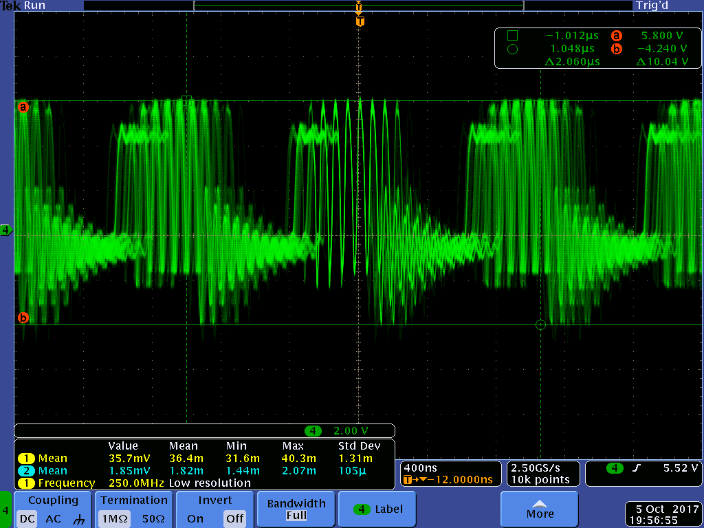 Tek Run
Trig'd
U
T
a
b
4
−1.012µs a 5.800 V
1.048µs b −4.240 V
Δ2.060µs Δ10.04 V
4 2.00 V
Value Mean Min Max Std Dev
1 Mean 35.7mV 36.4m 31.6m 40.3m 1.31m
2 Mean 1.85mV 1.82m 1.44m 2.07m 105µ
1 Frequency 250.0MHz Low resolution
400ns
T→▼−12.0000ns
2.50GS/s
10k points
4 5.52 V
4
Coupling
DC AC
Termination
1MΩ 50Ω
Invert
On Off
Bandwidth
Full
4 Label
More
5 Oct 2017
19:56:55